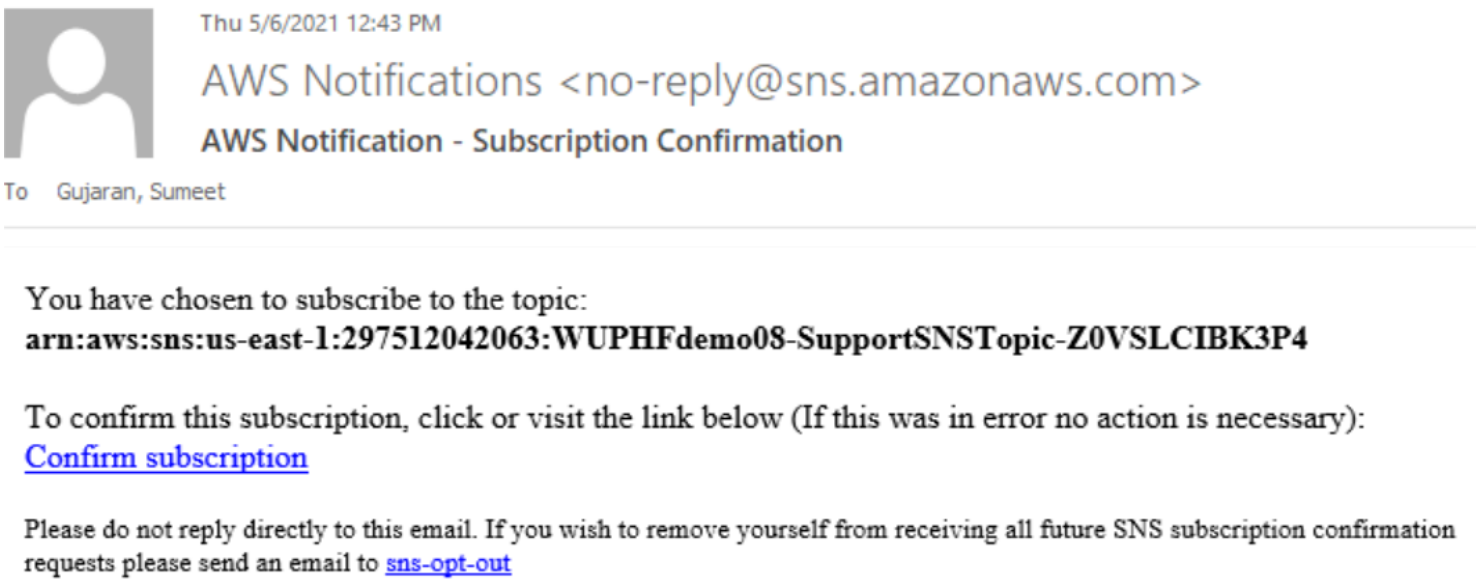 Thu 5/6/2021 12:43 PM
AWS Notifications <no-reply@sns.amazonaws.com>
AWS Notification - Subscription Confirmation
To Gujaran, Sumeet
You have chosen to subscribe to the topic:
arn:aws:sns:us-east-1:297512042063:WUPHFdemo08-SupportSNSTopic-Z0VSLCIBK3P4
To confirm this subscription, click or visit the link below (If this was in error no action is necessary):
Confirm subscription
Please do not reply directly to this email. If you wish to remove yourself from receiving all future SNS subscription confirmation
requests please send an email to sns-opt-out